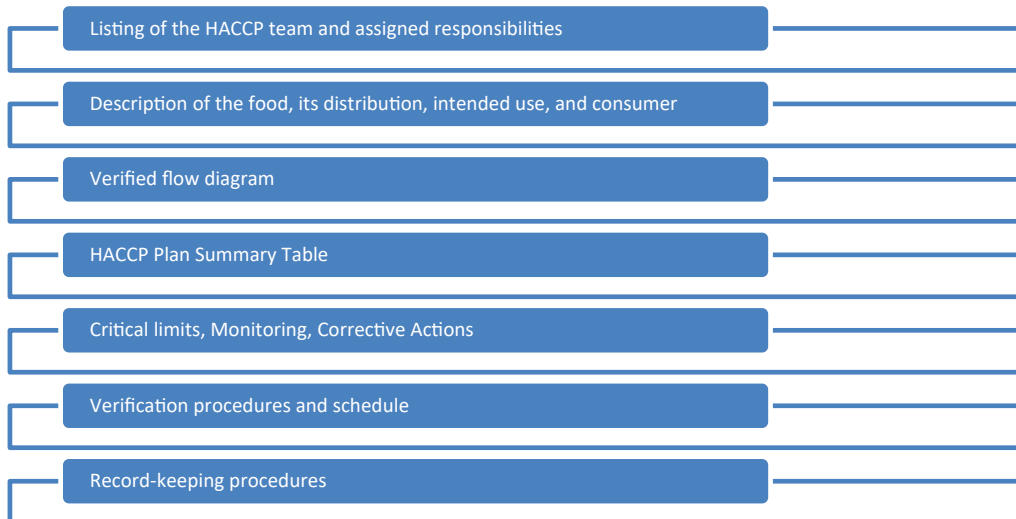 Listing of the HACCP team and assigned responsibilities
Description of the food, its distribution, intended use, and consumer
Verified flow diagram
HACCP Plan Summary Table
Critical limits, Monitoring, Corrective Actions
Verification procedures and schedule
Record-keeping procedures